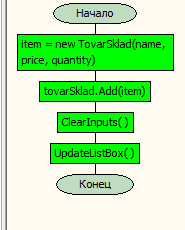 Начало
item = new TovarSklad(name,
price, quantity)
tovarSklad.Add(item)
ClearInputs()
UpdateListBox()
Конец